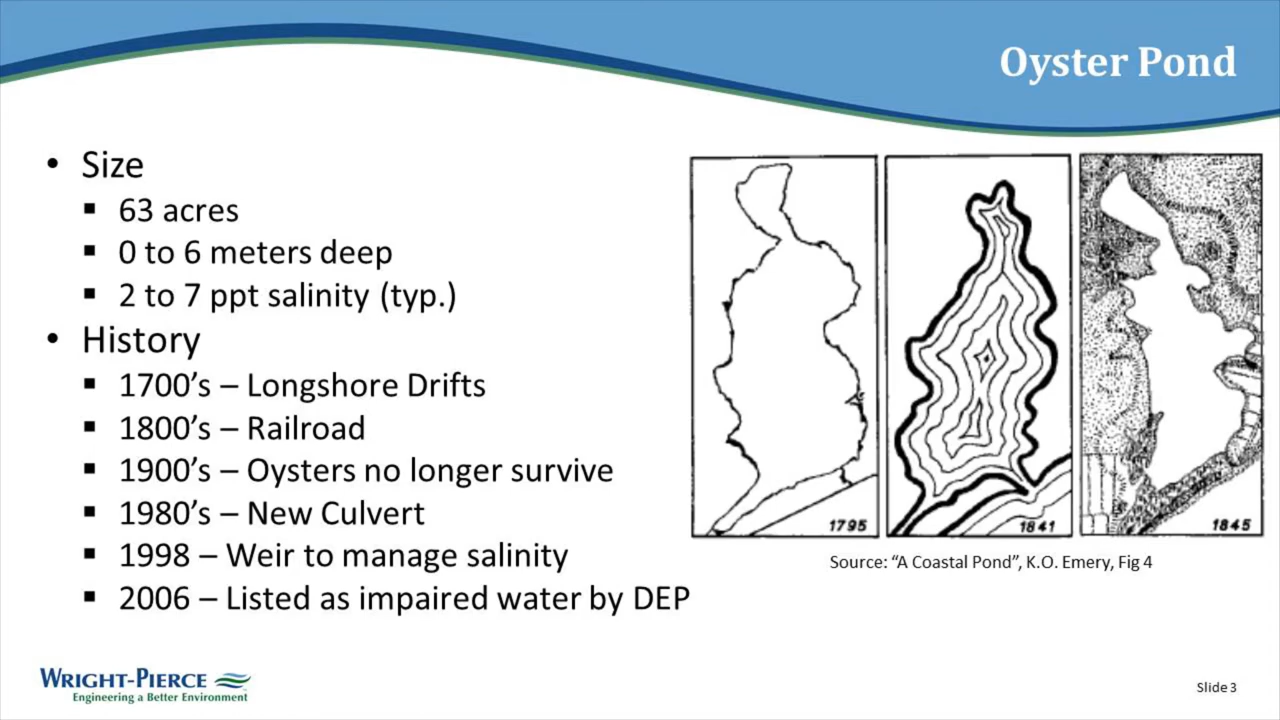 Oyster Pond
• Size
▪ 63 acres
▪ 0 to 6 meters deep
▪ 2 to 7 ppt salinity (typ.)
• History
▪ 1700’s – Longshore Drifts
▪ 1800’s – Railroad
▪ 1900’s – Oysters no longer survive
▪ 1980’s – New Culvert
▪ 1998 – Weir to manage salinity
▪ 2006 – Listed as impaired water by DEP
1795
1841
1845
Source: “A Coastal Pond”, K.O. Emery, Fig 4
WRIGHT-PIERCE
Engineering a Better Environment
Slide 3